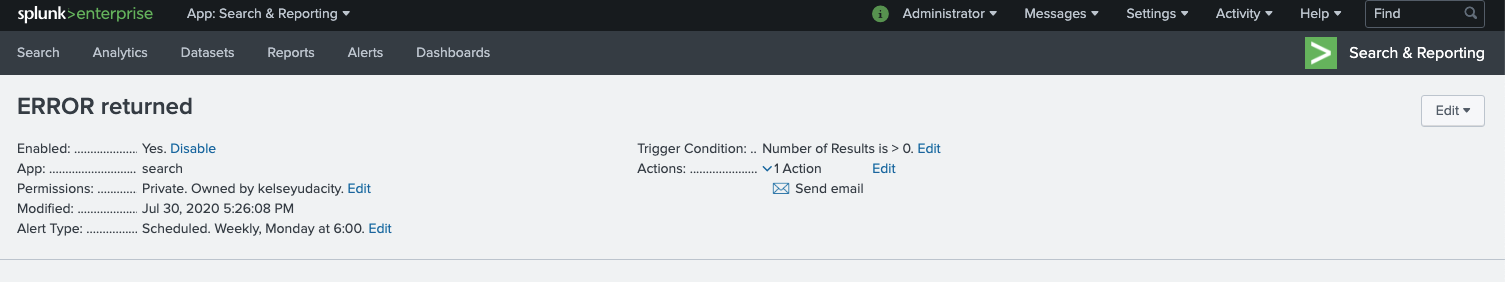 splunk>enterprise App: Search & Reporting ▾ i Administrator ▾ Messages ▾ Settings ▾ Activity ▾ Help ▾ Find
Search Analytics Datasets Reports Alerts Dashboards > Search & Reporting
ERROR returned Edit ▾
Enabled: .................... Yes. Disable Trigger Condition: .. Number of Results is > 0. Edit
App: ........................... search Actions: ..................... 1 Action Edit
Permissions: ............ Private. Owned by kelseyudacity. Edit Send email
Modified: ................... Jul 30, 2020 5:26:08 PM
Alert Type: ................ Scheduled. Weekly, Monday at 6:00. Edit